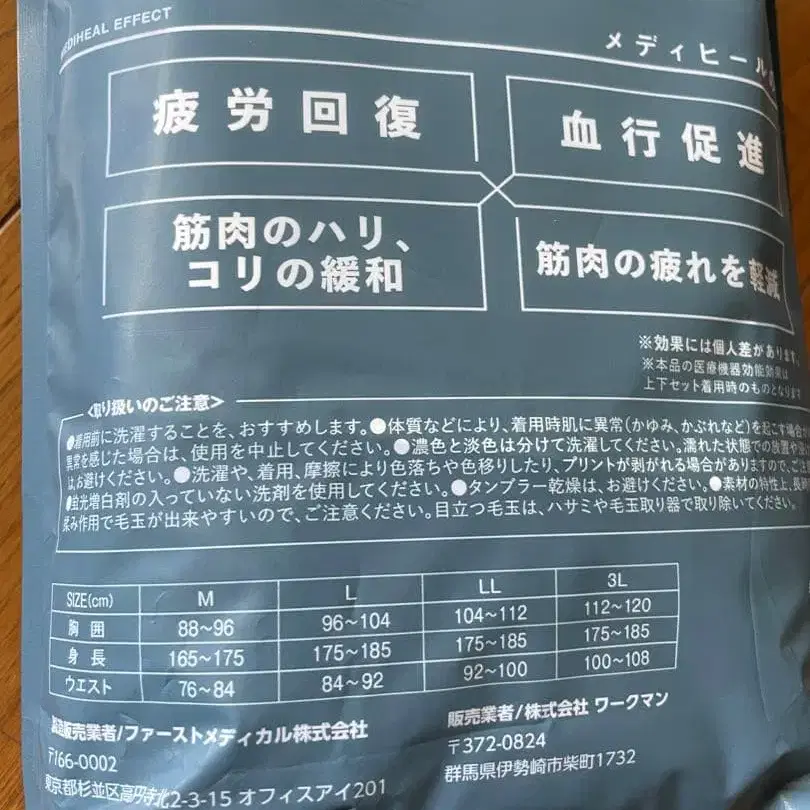 MEDIHEAL EFFECT
メディヒールの
疲労回復
血行促進
筋肉のハリ、
コリの緩和
筋肉の疲れを軽減
※効果には個人差があります。
※本品の医療機器効能効果は
上下セット着用時のものとなります
<取り扱いのご注意>
●着用前に洗濯することを、おすすめします。●体質などにより、着用時肌に異常(かゆみ、かぶれなど)を起こす場合が
異常を感じた場合は、使用を中止してください。●濃色と淡色は分けて洗濯してください。濡れた状態での放置や
は、お避けください。●洗濯や、着用、摩擦により色落ちや色移りしたり、プリントが剥がれる場合がありますので、ご
●蛍光増白剤の入っていない洗剤を使用してください。●タンブラー乾燥は、お避けください。●素材の特性上、長
揉み作用で毛玉が出来やすいので、ご注意ください。目立つ毛玉は、ハサミや毛玉取り器で取り除いてください。
SIZE(cm) M L LL 3L
胸囲 88〜96 96〜104 104〜112 112〜120
身長 165〜175 175〜185 175〜185 175〜185
ウエスト 76〜84 84〜92 92〜100 100〜108
製造販売業者/ファーストメディカル株式会社
〒166-0002
東京都杉並区高円寺北2-3-15 オフィスアイ201
販売業者/株式会社 ワークマン
〒372-0824
群馬県伊勢崎市柴町1732